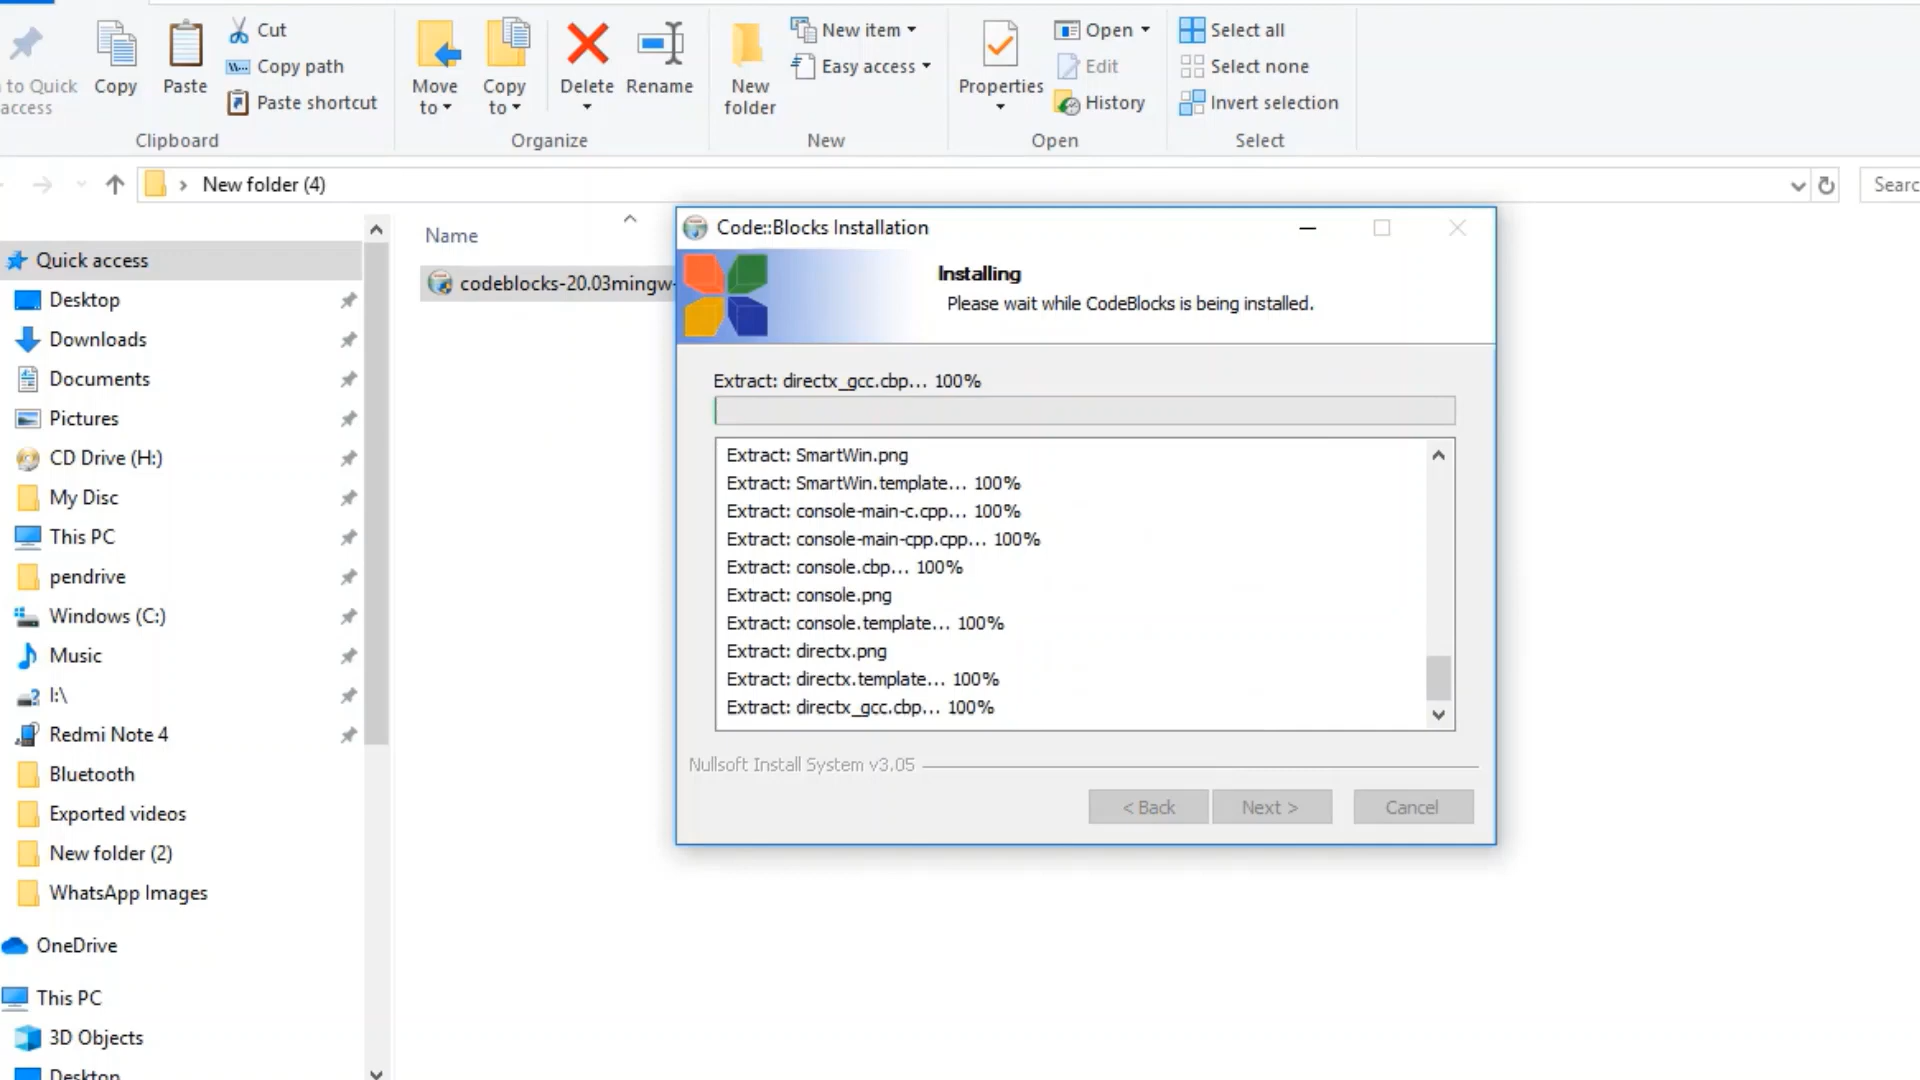 to Quick
access
Copy
Paste
Cut
Copy path
Paste shortcut
Clipboard
Move
to
Copy
to
Delete
Rename
Organize
New
folder
New item
Easy access
New
Properties
Open
Edit
History
Open
Select all
Select none
Invert selection
Select
New folder (4)
Searc
Name
codeblocks-20.03mingw-
Quick access
Desktop
Downloads
Documents
Pictures
CD Drive (H:)
My Disc
This PC
pendrive
Windows (C:)
Music
I:\
Redmi Note 4
Bluetooth
Exported videos
New folder (2)
WhatsApp Images
OneDrive
This PC
3D Objects
Desktop
Code::Blocks Installation
Installing
Please wait while CodeBlocks is being installed.
Extract: directx_gcc.cbp... 100%
Extract: SmartWin.png
Extract: SmartWin.template... 100%
Extract: console-main-c.cpp... 100%
Extract: console-main-cpp.cpp... 100%
Extract: console.cbp... 100%
Extract: console.png
Extract: console.template... 100%
Extract: directx.png
Extract: directx.template... 100%
Extract: directx_gcc.cbp... 100%
Nullsoft Install System v3.05
< Back
Next >
Cancel